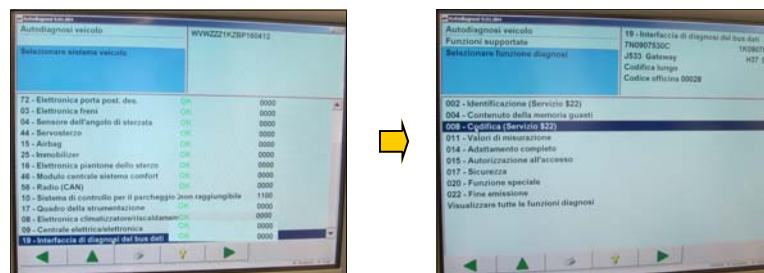 Autodiagnosi veicolo
WVWZZZ1KZBP160412
Selezionare sistema veicolo
72 - Elettronica porta post. des. OK 0000
03 - Elettronica freni OK 0000
04 - Sensore dell'angolo di sterzata OK 0000
44 - Servosterzo OK 0000
15 - Airbag OK 0000
25 - Immobilizer OK 0000
16 - Elettronica piantone dello sterzo OK 0000
46 - Modulo centrale sistema comfort OK 0000
56 - Radio (CAN) OK 0000
10 - Sistema di controllo per il parcheggio 2non raggiungibile 1100
17 - Quadro della strumentazione OK 0000
08 - Elettronica climatizzatore/riscaldamenOK 0000
09 - Centrale elettrica/elettronica OK 0000
19 - Interfaccia di diagnosi del bus dati OK 0000
Autodiagnosi veicolo
Funzioni supportate
Selezionare funzione diagnosi
19 - Interfaccia di diagnosi del bus dati
7N0907530C
J533 Gateway H37
Codifica lunga
Codice officina 00028
002 - Identificazione (Servizio $22)
004 - Contenuto della memoria guasti
008 - Codifica (Servizio $22)
011 - Valori di misurazione
014 - Adattamento completo
015 - Autorizzazione all'accesso
017 - Sicurezza
020 - Funzione speciale
022 - Fine emissione
Visualizzare tutte le funzioni diagnosi